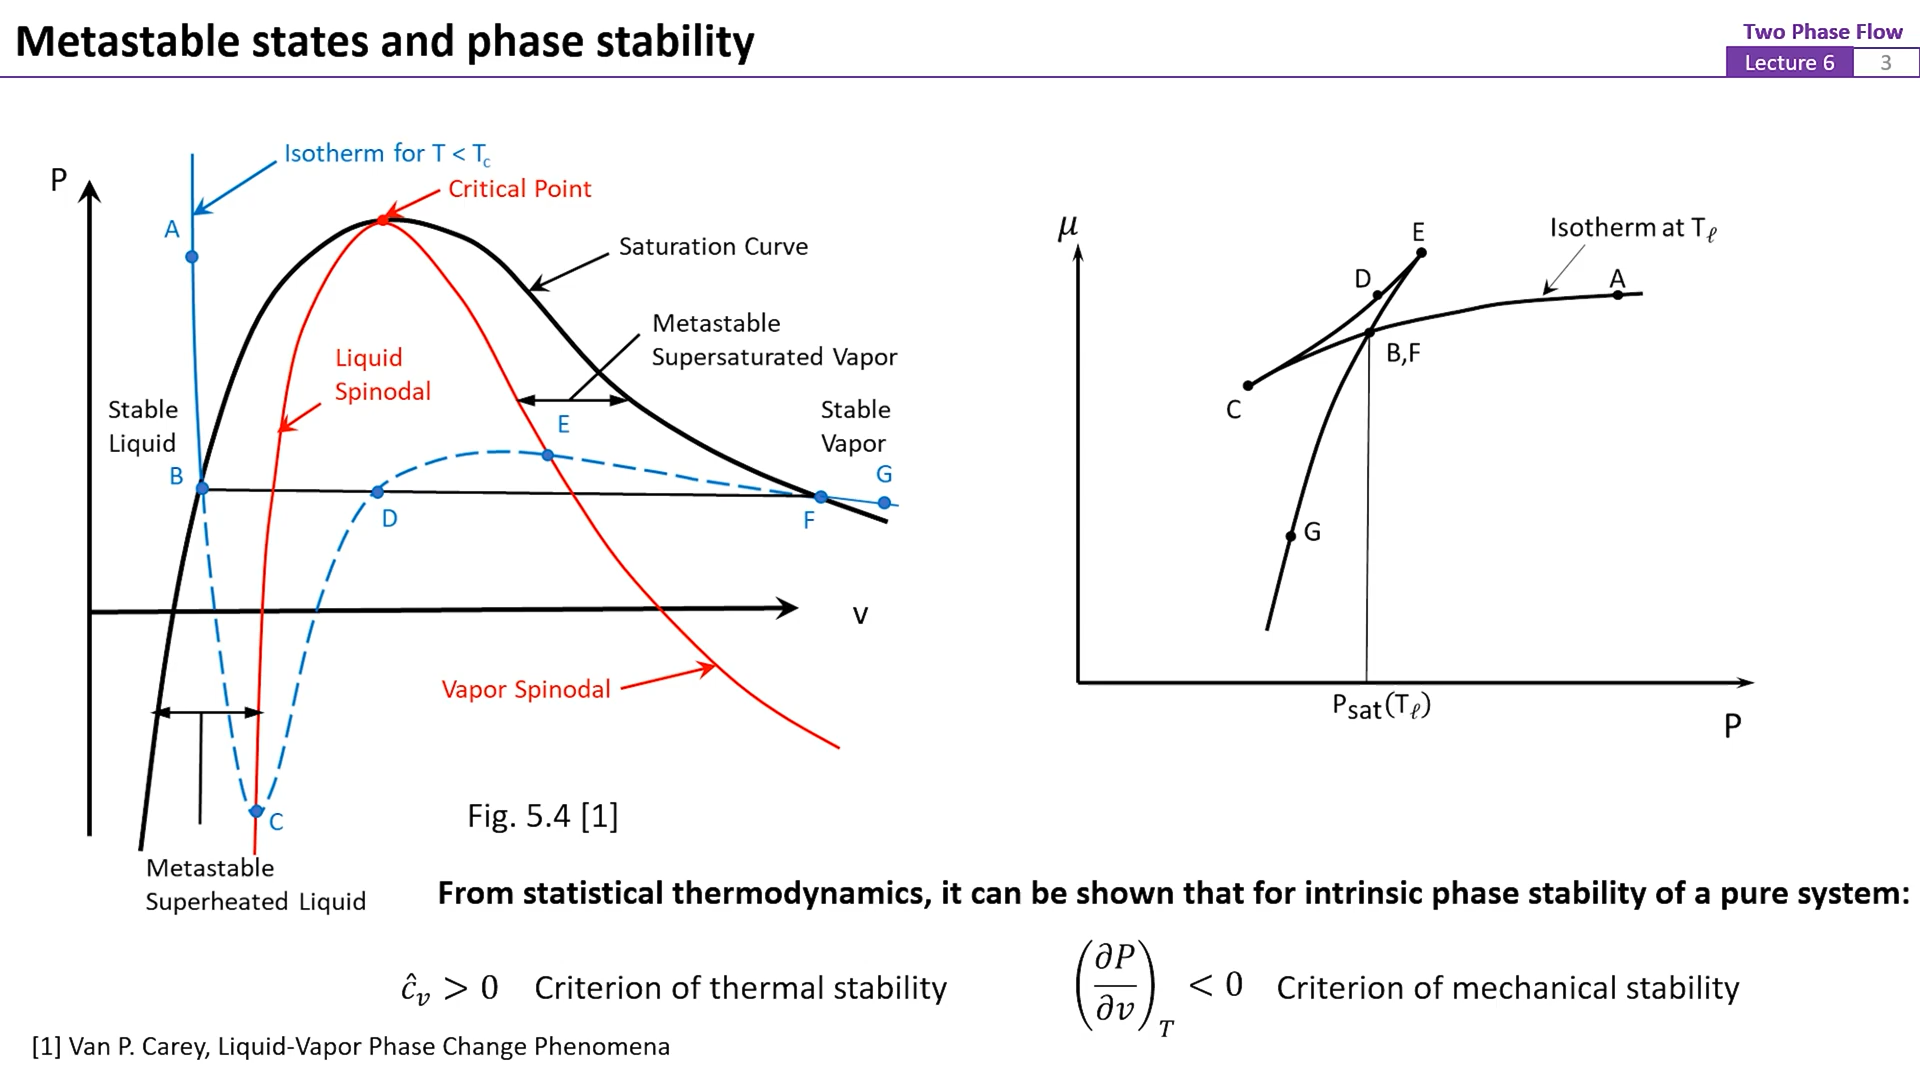 Metastable states and phase stability
Two Phase Flow
Lecture 6
3
Isotherm for T < Tc
P
Critical Point
A
Saturation Curve
Metastable
Supersaturated Vapor
Liquid
Spinodal
Stable
Liquid
E
Stable
Vapor
B
G
D
F
v
Vapor Spinodal
C
Metastable
Superheated Liquid
Fig. 5.4 [1]
μ
E
Isotherm at Tℓ
D
A
B,F
C
G
Psat(Tℓ)
P
From statistical thermodynamics, it can be shown that for intrinsic phase stability of a pure system:
ĉv > 0 Criterion of thermal stability
(∂P/∂v)T < 0 Criterion of mechanical stability
[1] Van P. Carey, Liquid-Vapor Phase Change Phenomena